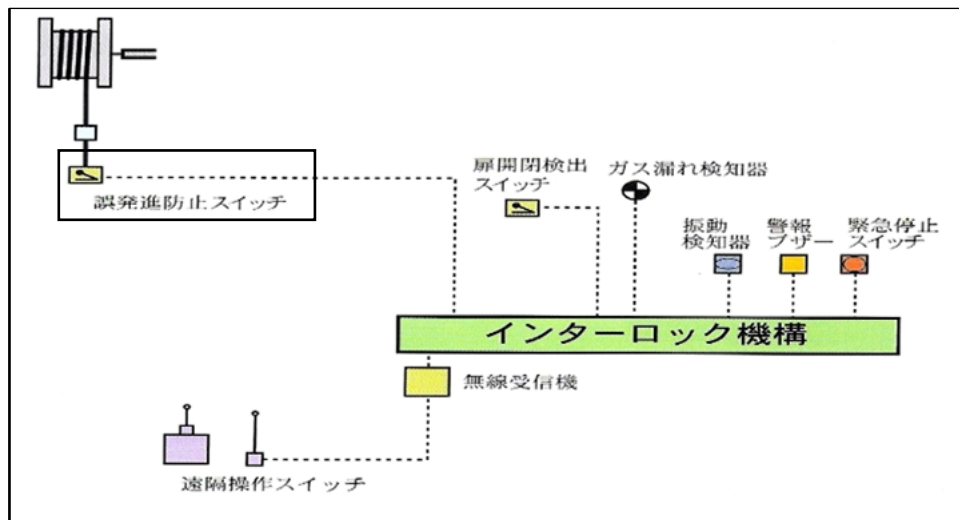 扉開閉検出
スイッチ
ガス漏れ検知器
誤発進防止スイッチ
振動
検知器
警報
ブザー
緊急停止
スイッチ
インターロック機構
無線受信機
遠隔操作スイッチ